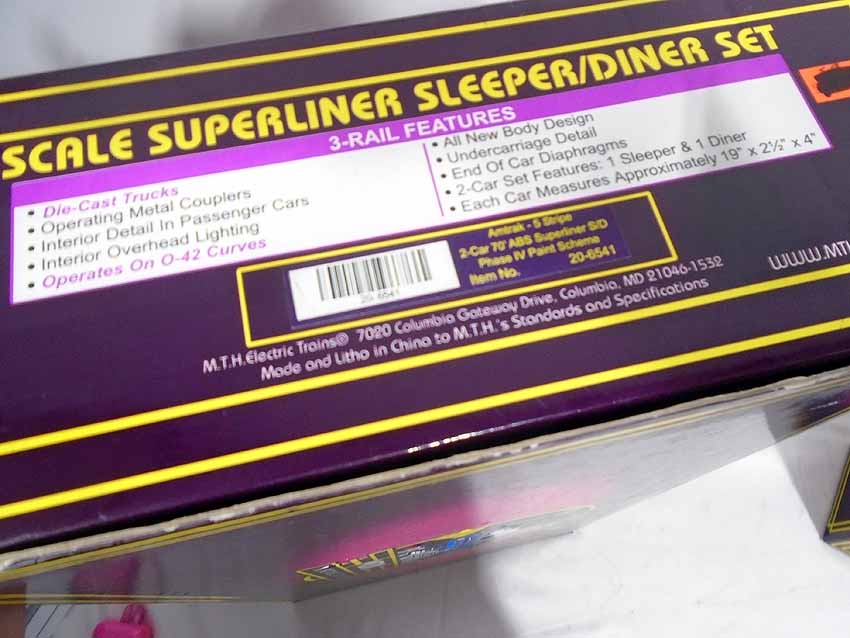 SCALE SUPERLINER SLEEPER/DINER SET
3-RAIL FEATURES
• Die-Cast Trucks
• Operating Metal Couplers
• Interior Detail In Passenger Cars
• Interior Overhead Lighting
• Operates On O-42 Curves
• All New Body Design
• Undercarriage Detail
• End Of Car Diaphragms
• 2-Car Set Features: 1 Sleeper & 1 Diner
• Each Car Measures Approximately 19" x 2½" x 4"
20-6541
Amtrak - 5 Stripe
2-Car 70' ABS Superliner S/D
Phase IV Paint Scheme
Item No. 20-6541
M.T.H. Electric Trains® 7020 Columbia Gateway Drive, Columbia, MD 21046-1532
Made and Litho in China to M.T.H.'s Standards and Specifications
www.MTH